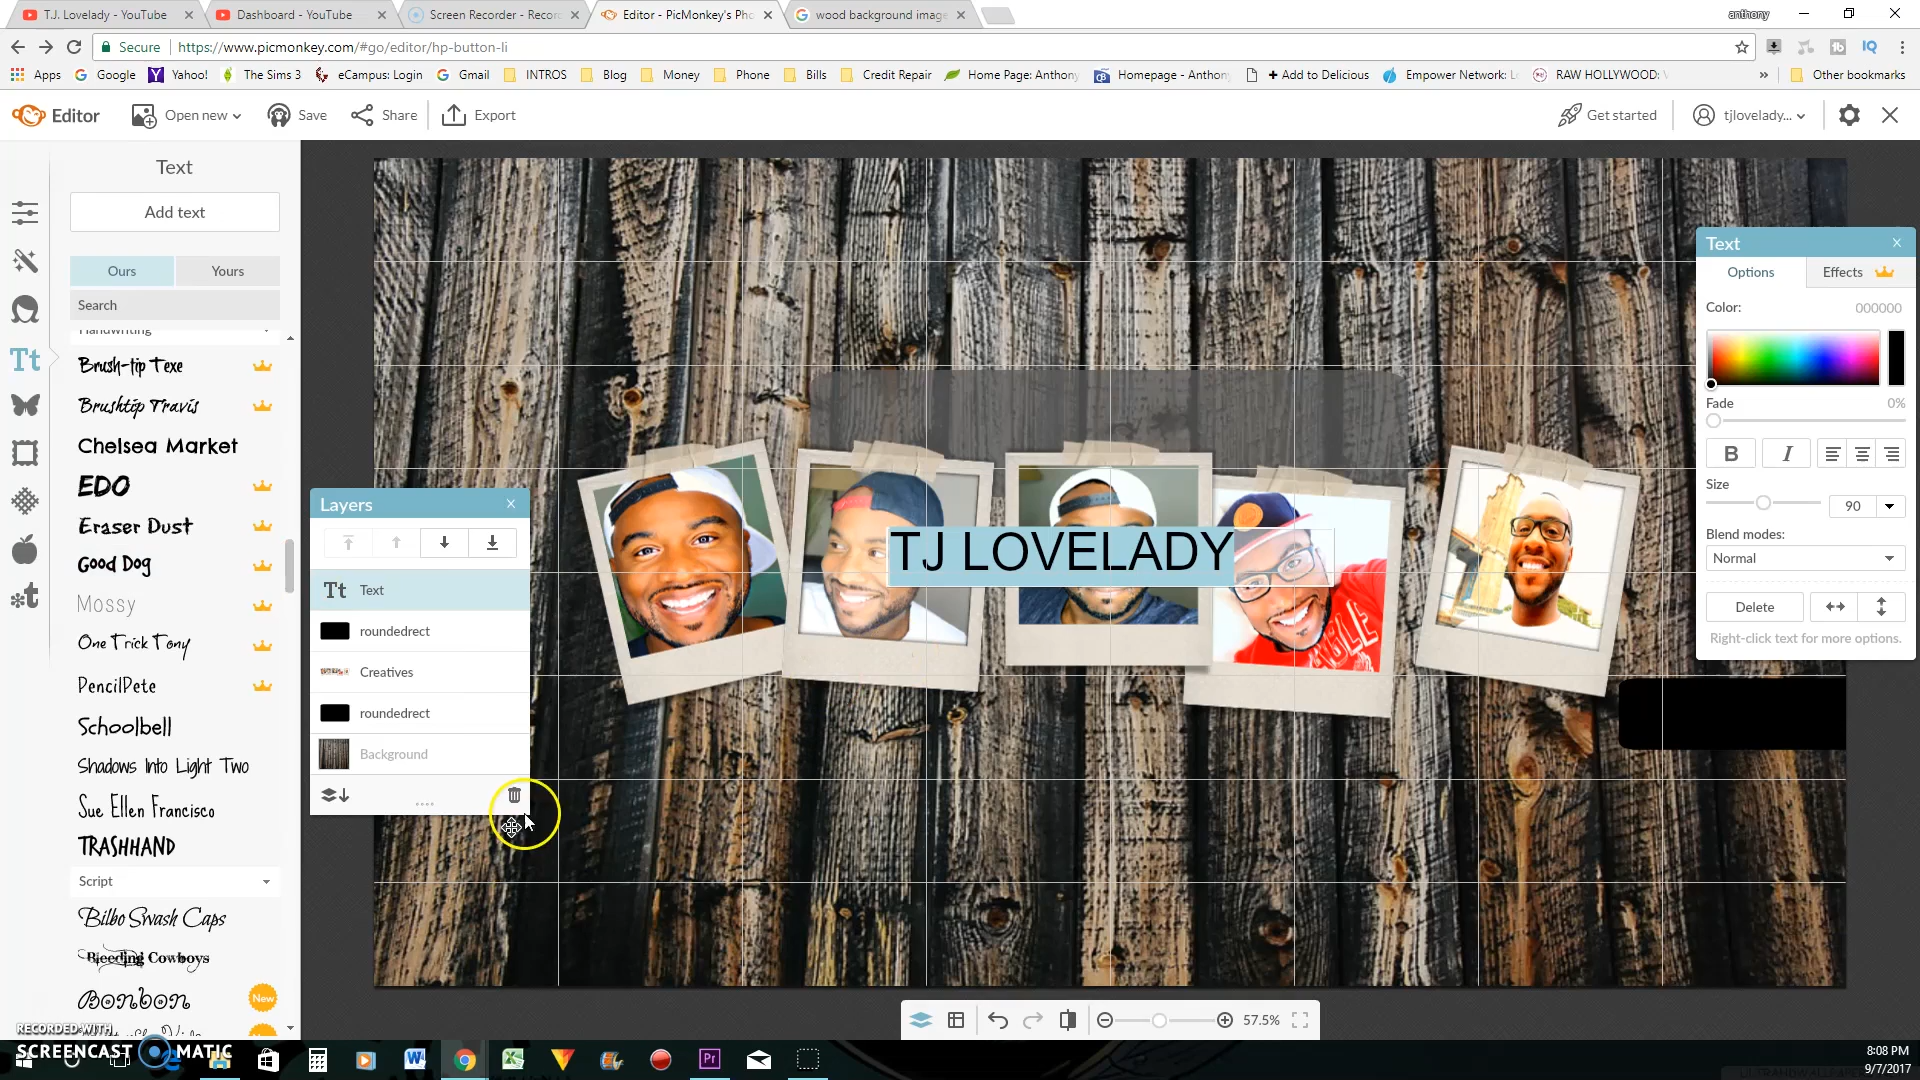 T.J. Lovelady - YouTube
Dashboard - YouTube
Screen Recorder - Recor
Editor - PicMonkey's Pho
wood background image
anthony
Secure
https://www.picmonkey.com/#go/editor/hp-button-li
Apps
Google
Yahoo!
The Sims 3
eCampus: Login
Gmail
INTROS
Blog
Money
Phone
Bills
Credit Repair
Home Page: Anthony
Homepage - Anthon
+ Add to Delicious
Empower Network: L
RAW HOLLYWOOD:
»
Other bookmarks
Editor
Open new
Save
Share
Export
Get started
tjlovelady...
Text
Add text
Ours
Yours
Search
Handwriting
Brush-tip Texe
Brushtip Travis
Chelsea Market
EDO
Eraser Dust
Good Dog
Mossy
One Trick Tony
PencilPete
Schoolbell
Shadows Into Light Two
Sue Ellen Francisco
TRASHHAND
Script
Bilbo Swash Caps
Bleeding Cowboys
Bonbon
New
Layers
Tt Text
roundedrect
Creatives
roundedrect
Background
TJ LOVELADY
Text
Options
Effects
Color:
000000
Fade
0%
B
I
Size
90
Blend modes:
Normal
Delete
Right-click text for more options.
57.5%
RECORDED WITH
SCREENCAST MATIC
8:08 PM
9/7/2017